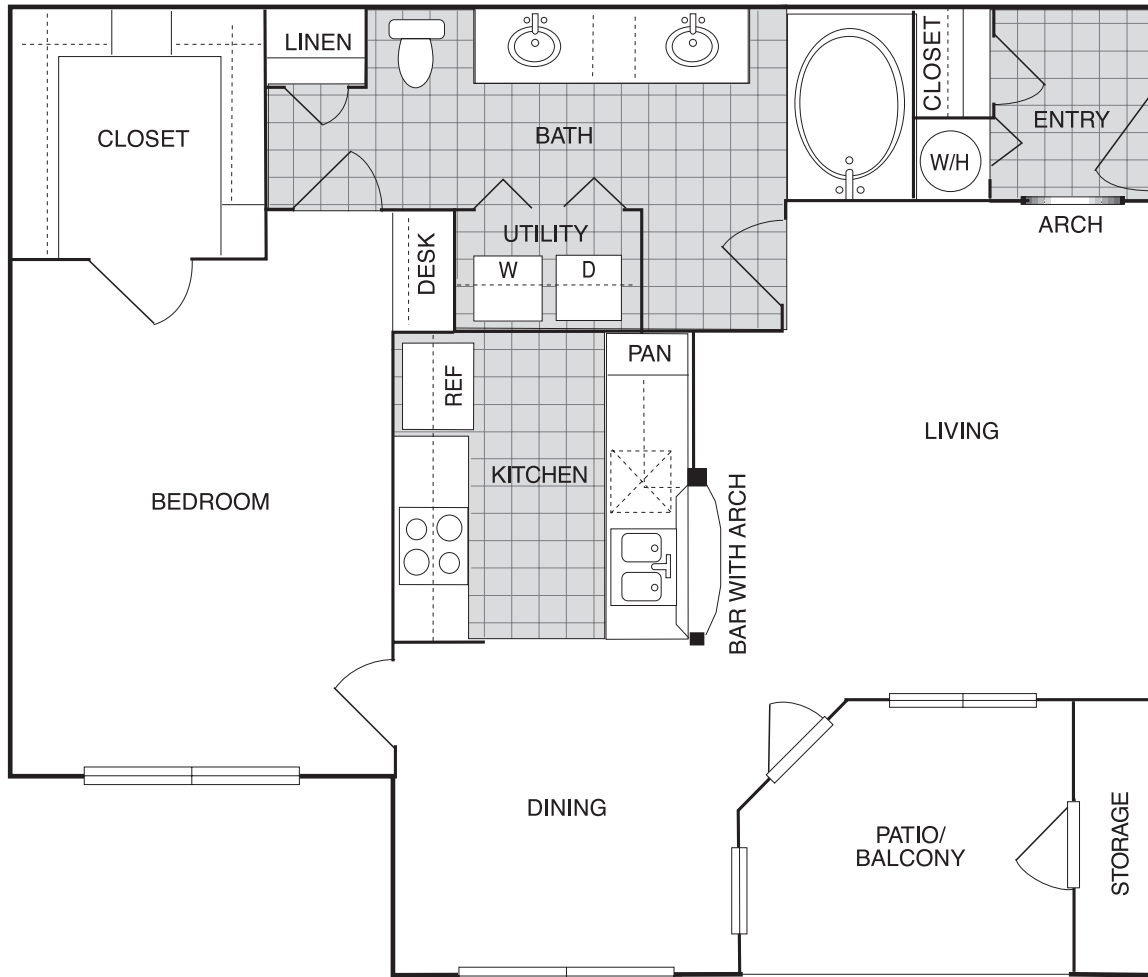 LINEN
CLOSET
CLOSET
BATH
ENTRY
W/H
ARCH
UTILITY
DESK
W
D
PAN
REF
LIVING
KITCHEN
BEDROOM
BAR WITH ARCH
DINING
PATIO/
BALCONY
STORAGE